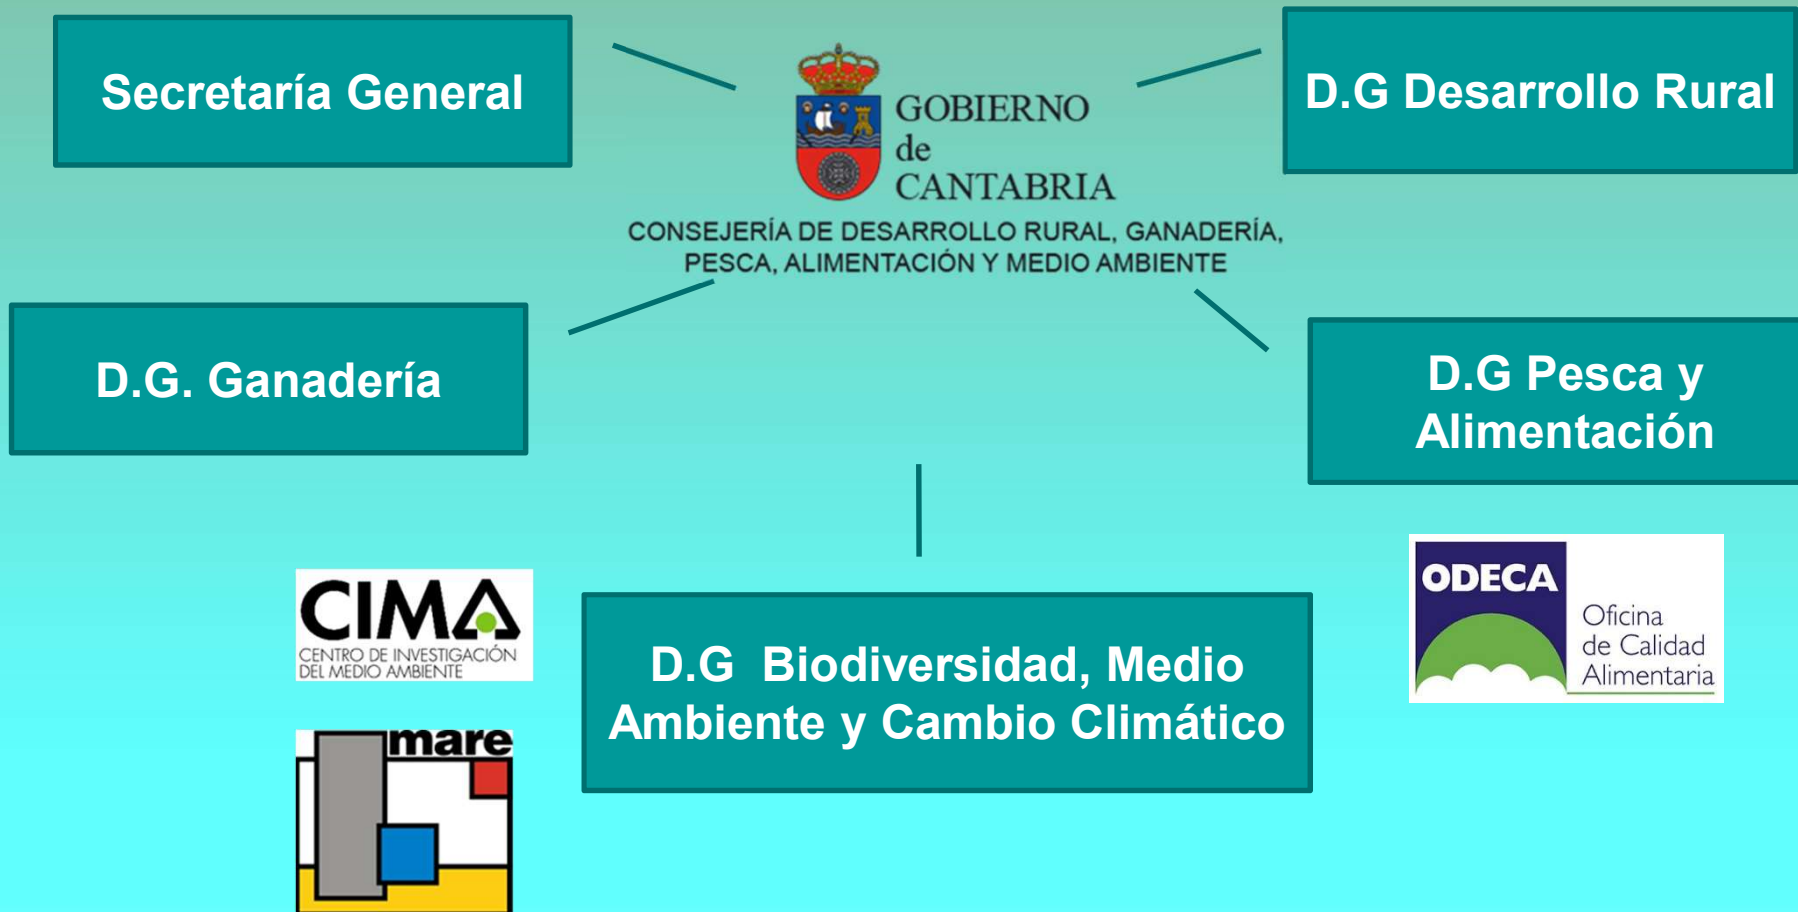 Secretaría General
GOBIERNO
de
CANTABRIA
CONSEJERÍA DE DESARROLLO RURAL, GANADERÍA,
PESCA, ALIMENTACIÓN Y MEDIO AMBIENTE
D.G Desarrollo Rural
D.G. Ganadería
D.G Pesca y
Alimentación
CIMA
CENTRO DE INVESTIGACIÓN
DEL MEDIO AMBIENTE
D.G  Biodiversidad, Medio
Ambiente y Cambio Climático
ODECA
Oficina
de Calidad
Alimentaria
mare